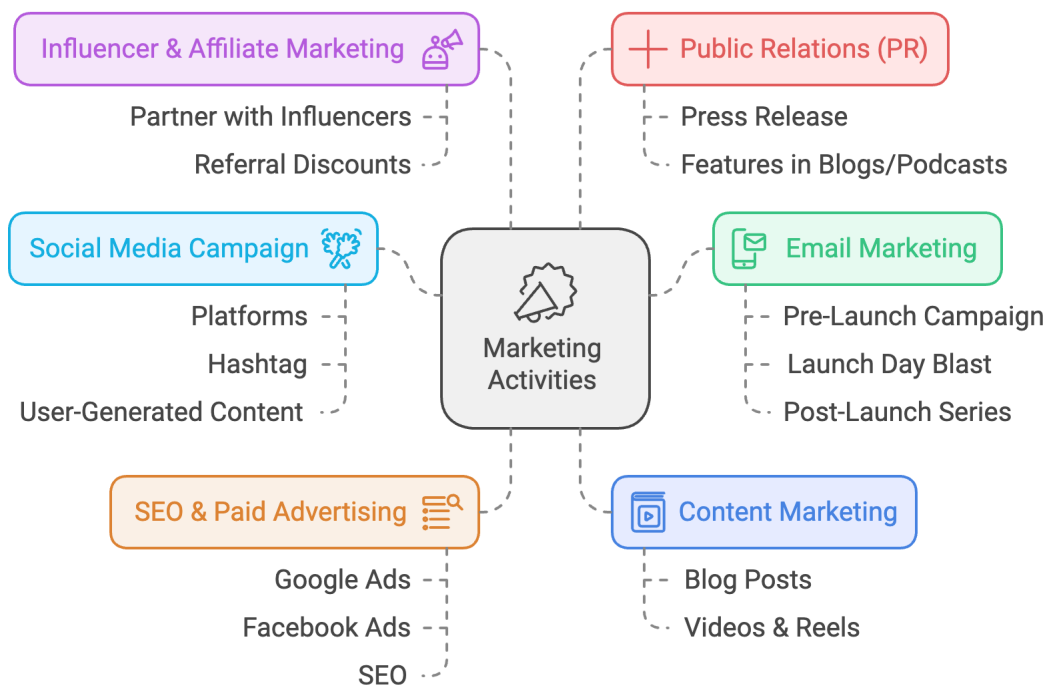 Influencer & Affiliate Marketing
Partner with Influencers
Referral Discounts
Public Relations (PR)
Press Release
Features in Blogs/Podcasts
Social Media Campaign
Platforms
Hashtag
User-Generated Content
Marketing
Activities
Email Marketing
Pre-Launch Campaign
Launch Day Blast
Post-Launch Series
SEO & Paid Advertising
Google Ads
Facebook Ads
SEO
Content Marketing
Blog Posts
Videos & Reels